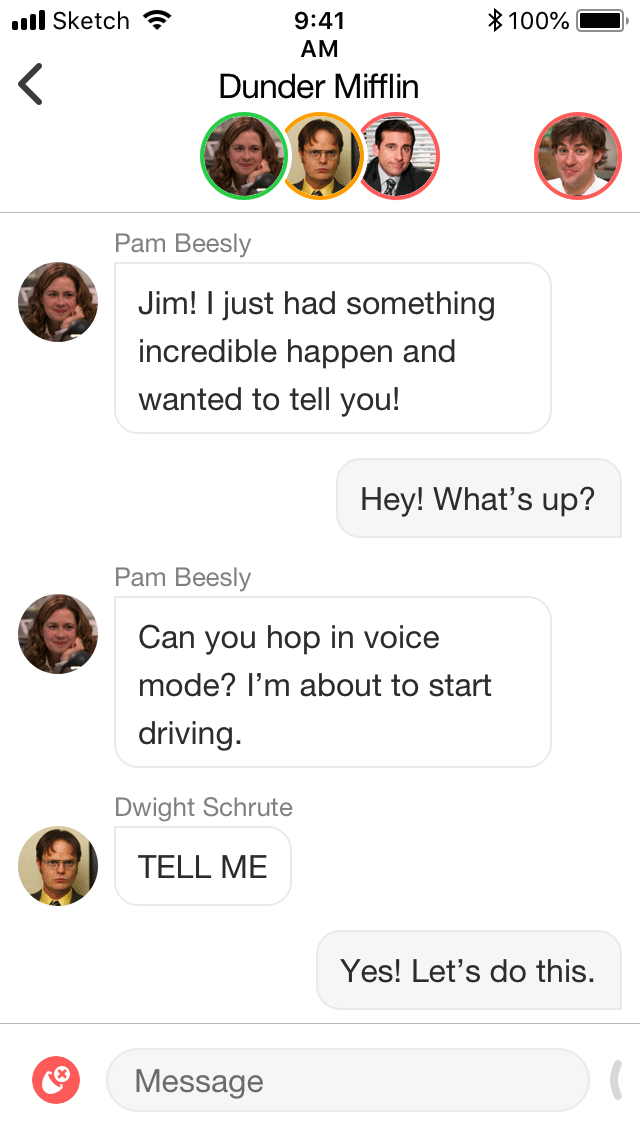 Sketch 9:41 AM 100%
Dunder Mifflin
Pam Beesly
Jim! I just had something
incredible happen and
wanted to tell you!
Hey! What’s up?
Pam Beesly
Can you hop in voice
mode? I’m about to start
driving.
Dwight Schrute
TELL ME
Yes! Let’s do this.
Message